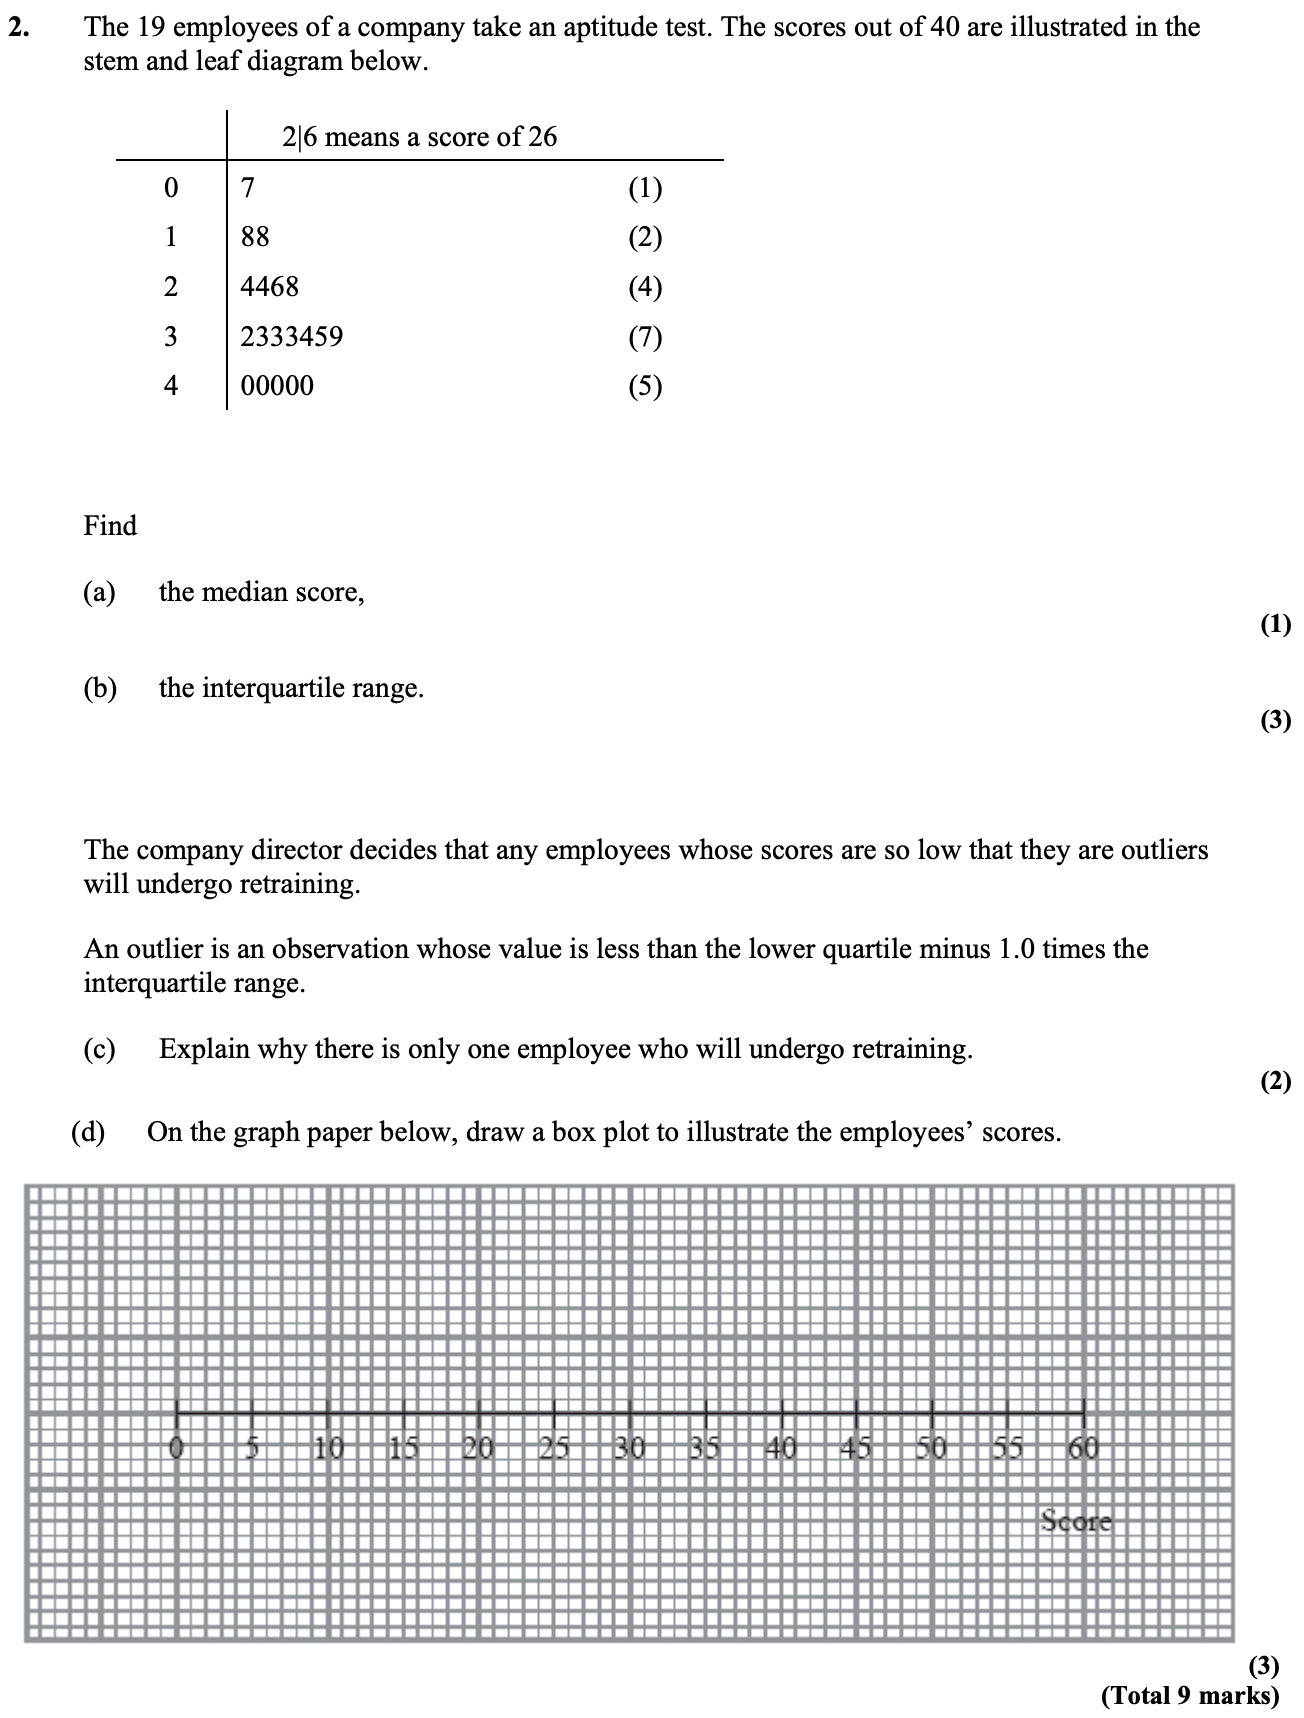 2. The 19 employees of a company take an aptitude test. The scores out of 40 are illustrated in the
stem and leaf diagram below.
2|6 means a score of 26
0 7 (1)
1 88 (2)
2 4468 (4)
3 2333459 (7)
4 00000 (5)
Find
(a) the median score,
(1)
(b) the interquartile range.
(3)
The company director decides that any employees whose scores are so low that they are outliers
will undergo retraining.
An outlier is an observation whose value is less than the lower quartile minus 1.0 times the
interquartile range.
(c) Explain why there is only one employee who will undergo retraining.
(2)
(d) On the graph paper below, draw a box plot to illustrate the employees’ scores.
0 5 10 15 20 25 30 35 40 45 50 55 60
Score
(3)
(Total 9 marks)